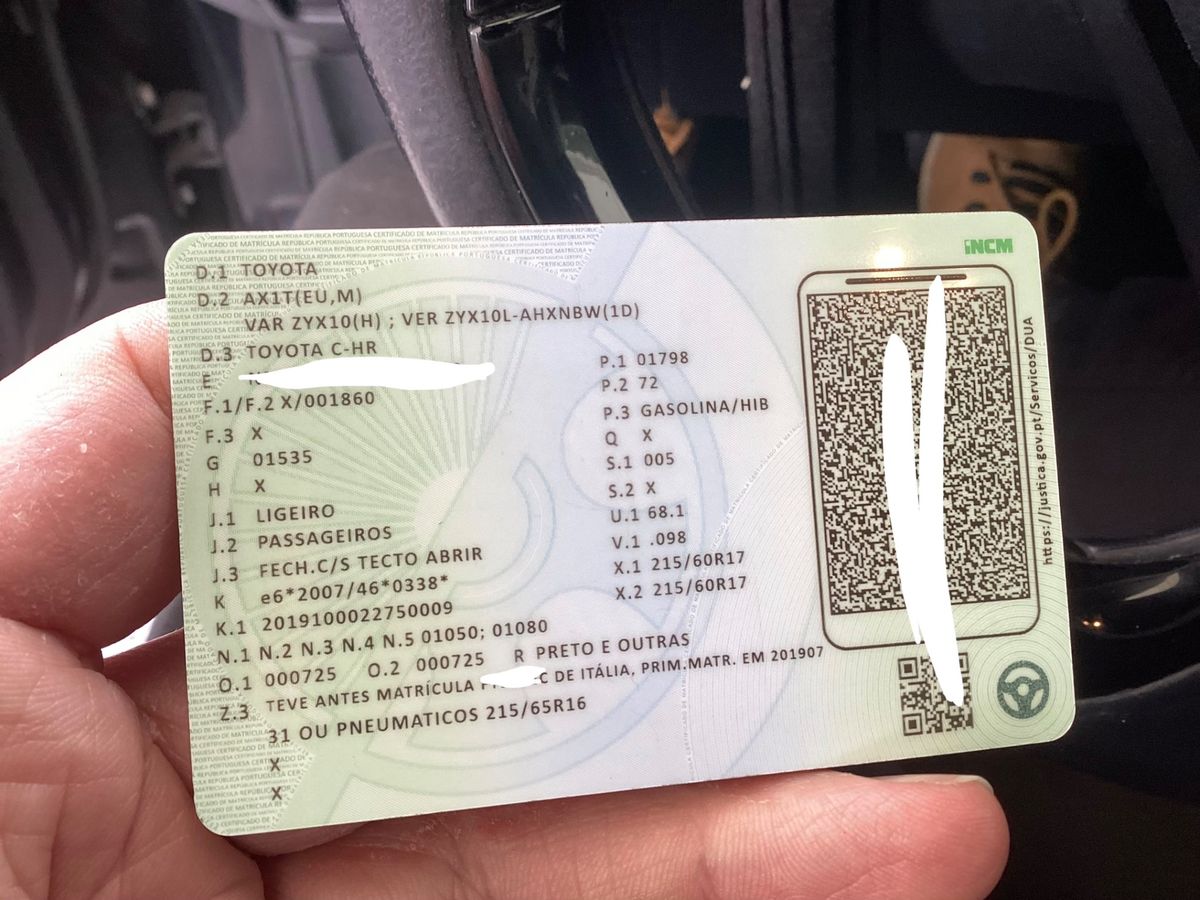 iNCM
D.1 TOYOTA
D.2 AX1T(EU,M)
VAR ZYX10(H) ; VER ZYX10L-AHXNBW(1D)
D.3 TOYOTA C-HR
E
F.1/F.2 X/001860
F.3 X
G 01535
H X
J.1 LIGEIRO
J.2 PASSAGEIROS
J.3 FECH.C/S TECTO ABRIR
K e6*2007/46*0338*
K.1 2019100022750009
N.1 N.2 N.3 N.4 N.5 01050; 01080
O.1 000725 O.2 000725 R PRETO E OUTRAS
Z.3 TEVE ANTES MATRÍCULA C DE ITÁLIA, PRIM.MATR. EM 201907
31 OU PNEUMATICOS 215/65R16
X
X
P.1 01798
P.2 72
P.3 GASOLINA/HIB
Q X
S.1 005
S.2 X
U.1 68.1
V.1 .098
X.1 215/60R17
X.2 215/60R17
https://justica.gov.pt/Servicos/DUA